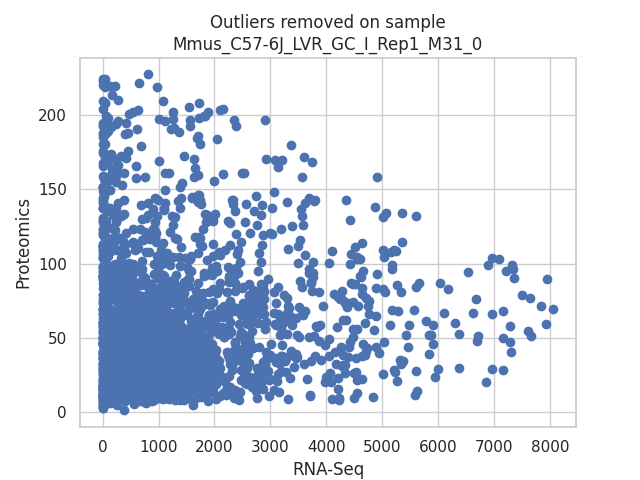 Outliers removed on sample
Mmus_C57-6J_LVR_GC_I_Rep1_M31_0
200
150
100
50
0
Proteomics
0 1000 2000 3000 4000 5000 6000 7000 8000
RNA-Seq